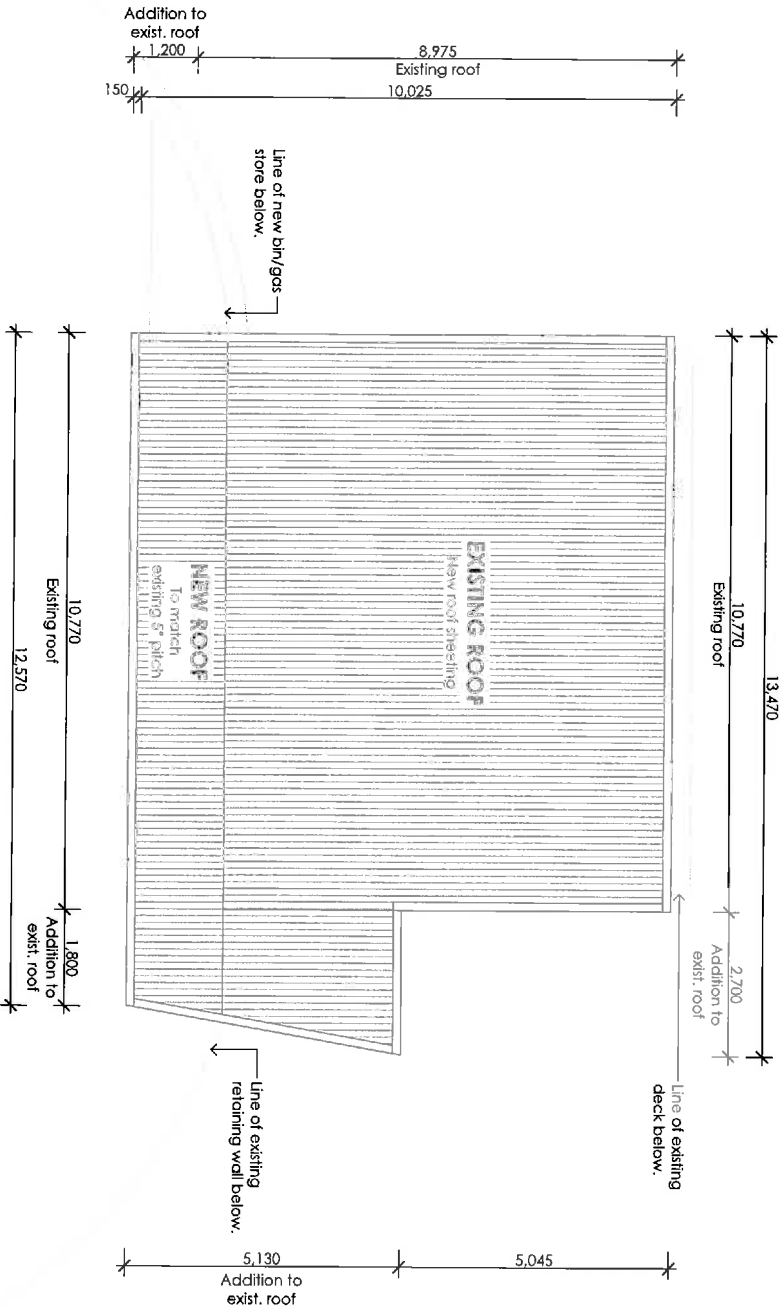 Addition to
exist. roof
1,200
8,975
Existing roof
150
10,025
Line of new bin/gas
store below.
13,470
10,770
Existing roof
2,700
Addition to
exist. roof
EXISTING ROOF
New roof sheeting
NEW ROOF
To match
existing 5° pitch
10,770
Existing roof
1,800
Addition to
exist. roof
12,570
Line of existing
deck below.
Line of existing
retaining wall below.
5,130
Addition to
exist. roof
5,045